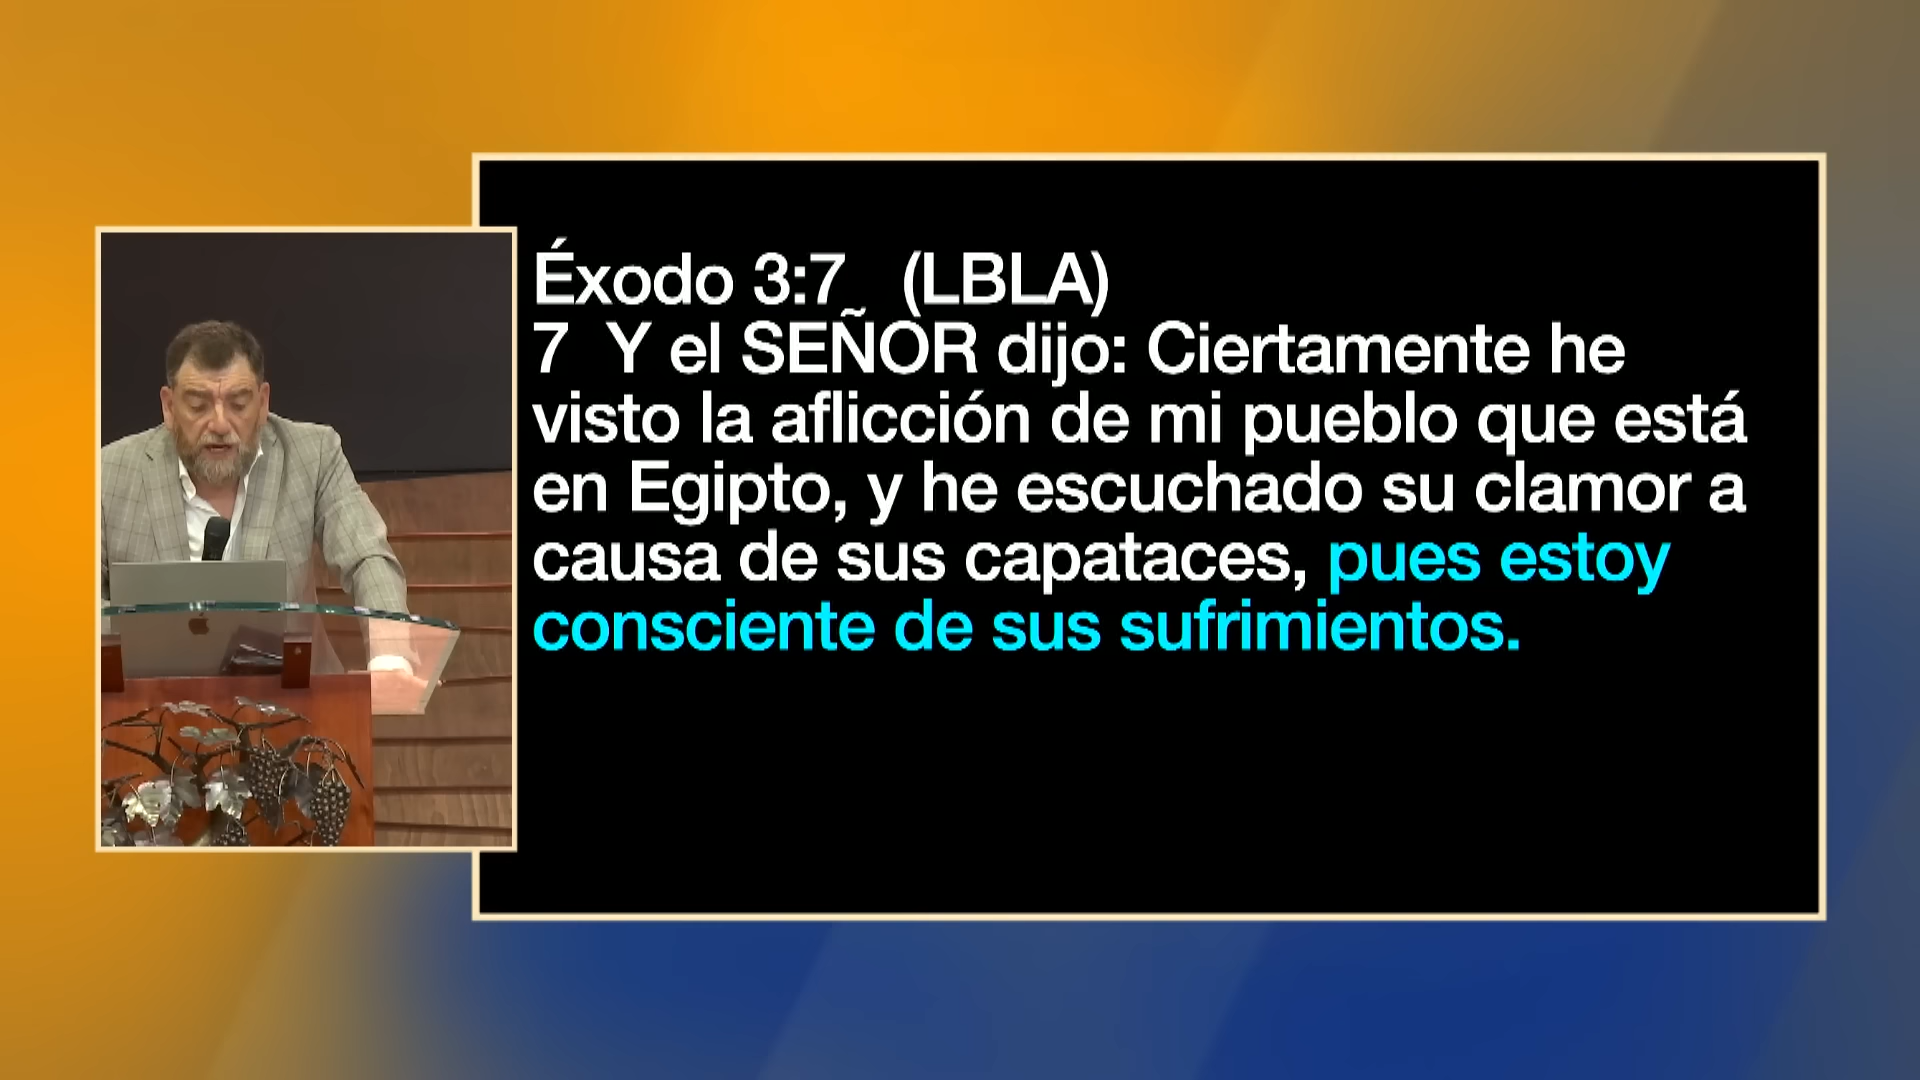 Éxodo 3:7 (LBLA)
7 Y el SEÑOR dijo: Ciertamente he
visto la aflicción de mi pueblo que está
en Egipto, y he escuchado su clamor a
causa de sus capataces, pues estoy
consciente de sus sufrimientos.